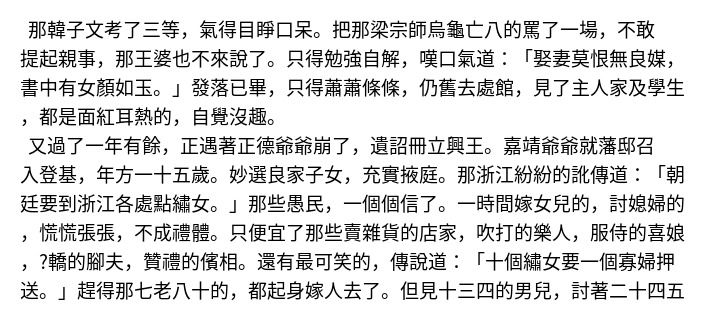 那韓子文考了三等，氣得目睜口呆。把那梁宗師烏龜亡八的罵了一場，不敢
提起親事，那王婆也不來說了。只得勉強自解，嘆口氣道：「娶妻莫恨無良媒，
書中有女顏如玉。」發落已畢，只得蕭蕭條條，仍舊去處館，見了主人家及學生
，都是面紅耳熱的，自覺沒趣。
又過了一年有餘，正遇著正德爺爺崩了，遺詔冊立興王。嘉靖爺爺就藩邸召
入登基，年方一十五歲。妙選良家子女，充實掖庭。那浙江紛紛的訛傳道：「朝
廷要到浙江各處點繡女。」那些愚民，一個個信了。一時間嫁女兒的，討媳婦的
，慌慌張張，不成禮體。只便宜了那些賣雜貨的店家，吹打的樂人，服侍的喜娘
，?轎的腳夫，贊禮的儐相。還有最可笑的，傳說道：「十個繡女要一個寡婦押
送。」趕得那七老八十的，都起身嫁人去了。但見十三四的男兒，討著二十四五